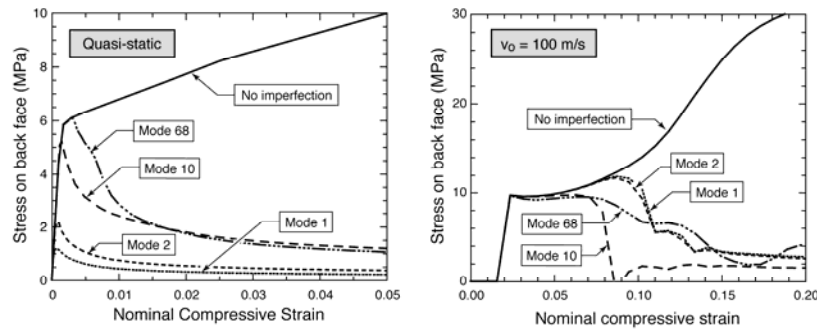 Quasi-static
No imperfection
Mode 68
Mode 10
Mode 1
Mode 2
Stress on back face (MPa)
10
8
6
4
2
0
0
0.01
0.02
0.03
0.04
0.05
Nominal Compressive Strain
v₀ = 100 m/s
No imperfection
Mode 2
Mode 1
Mode 68
Mode 10
Stress on back face (MPa)
30
20
10
0
0.00
0.05
0.10
0.15
0.20
Nominal compressive strain